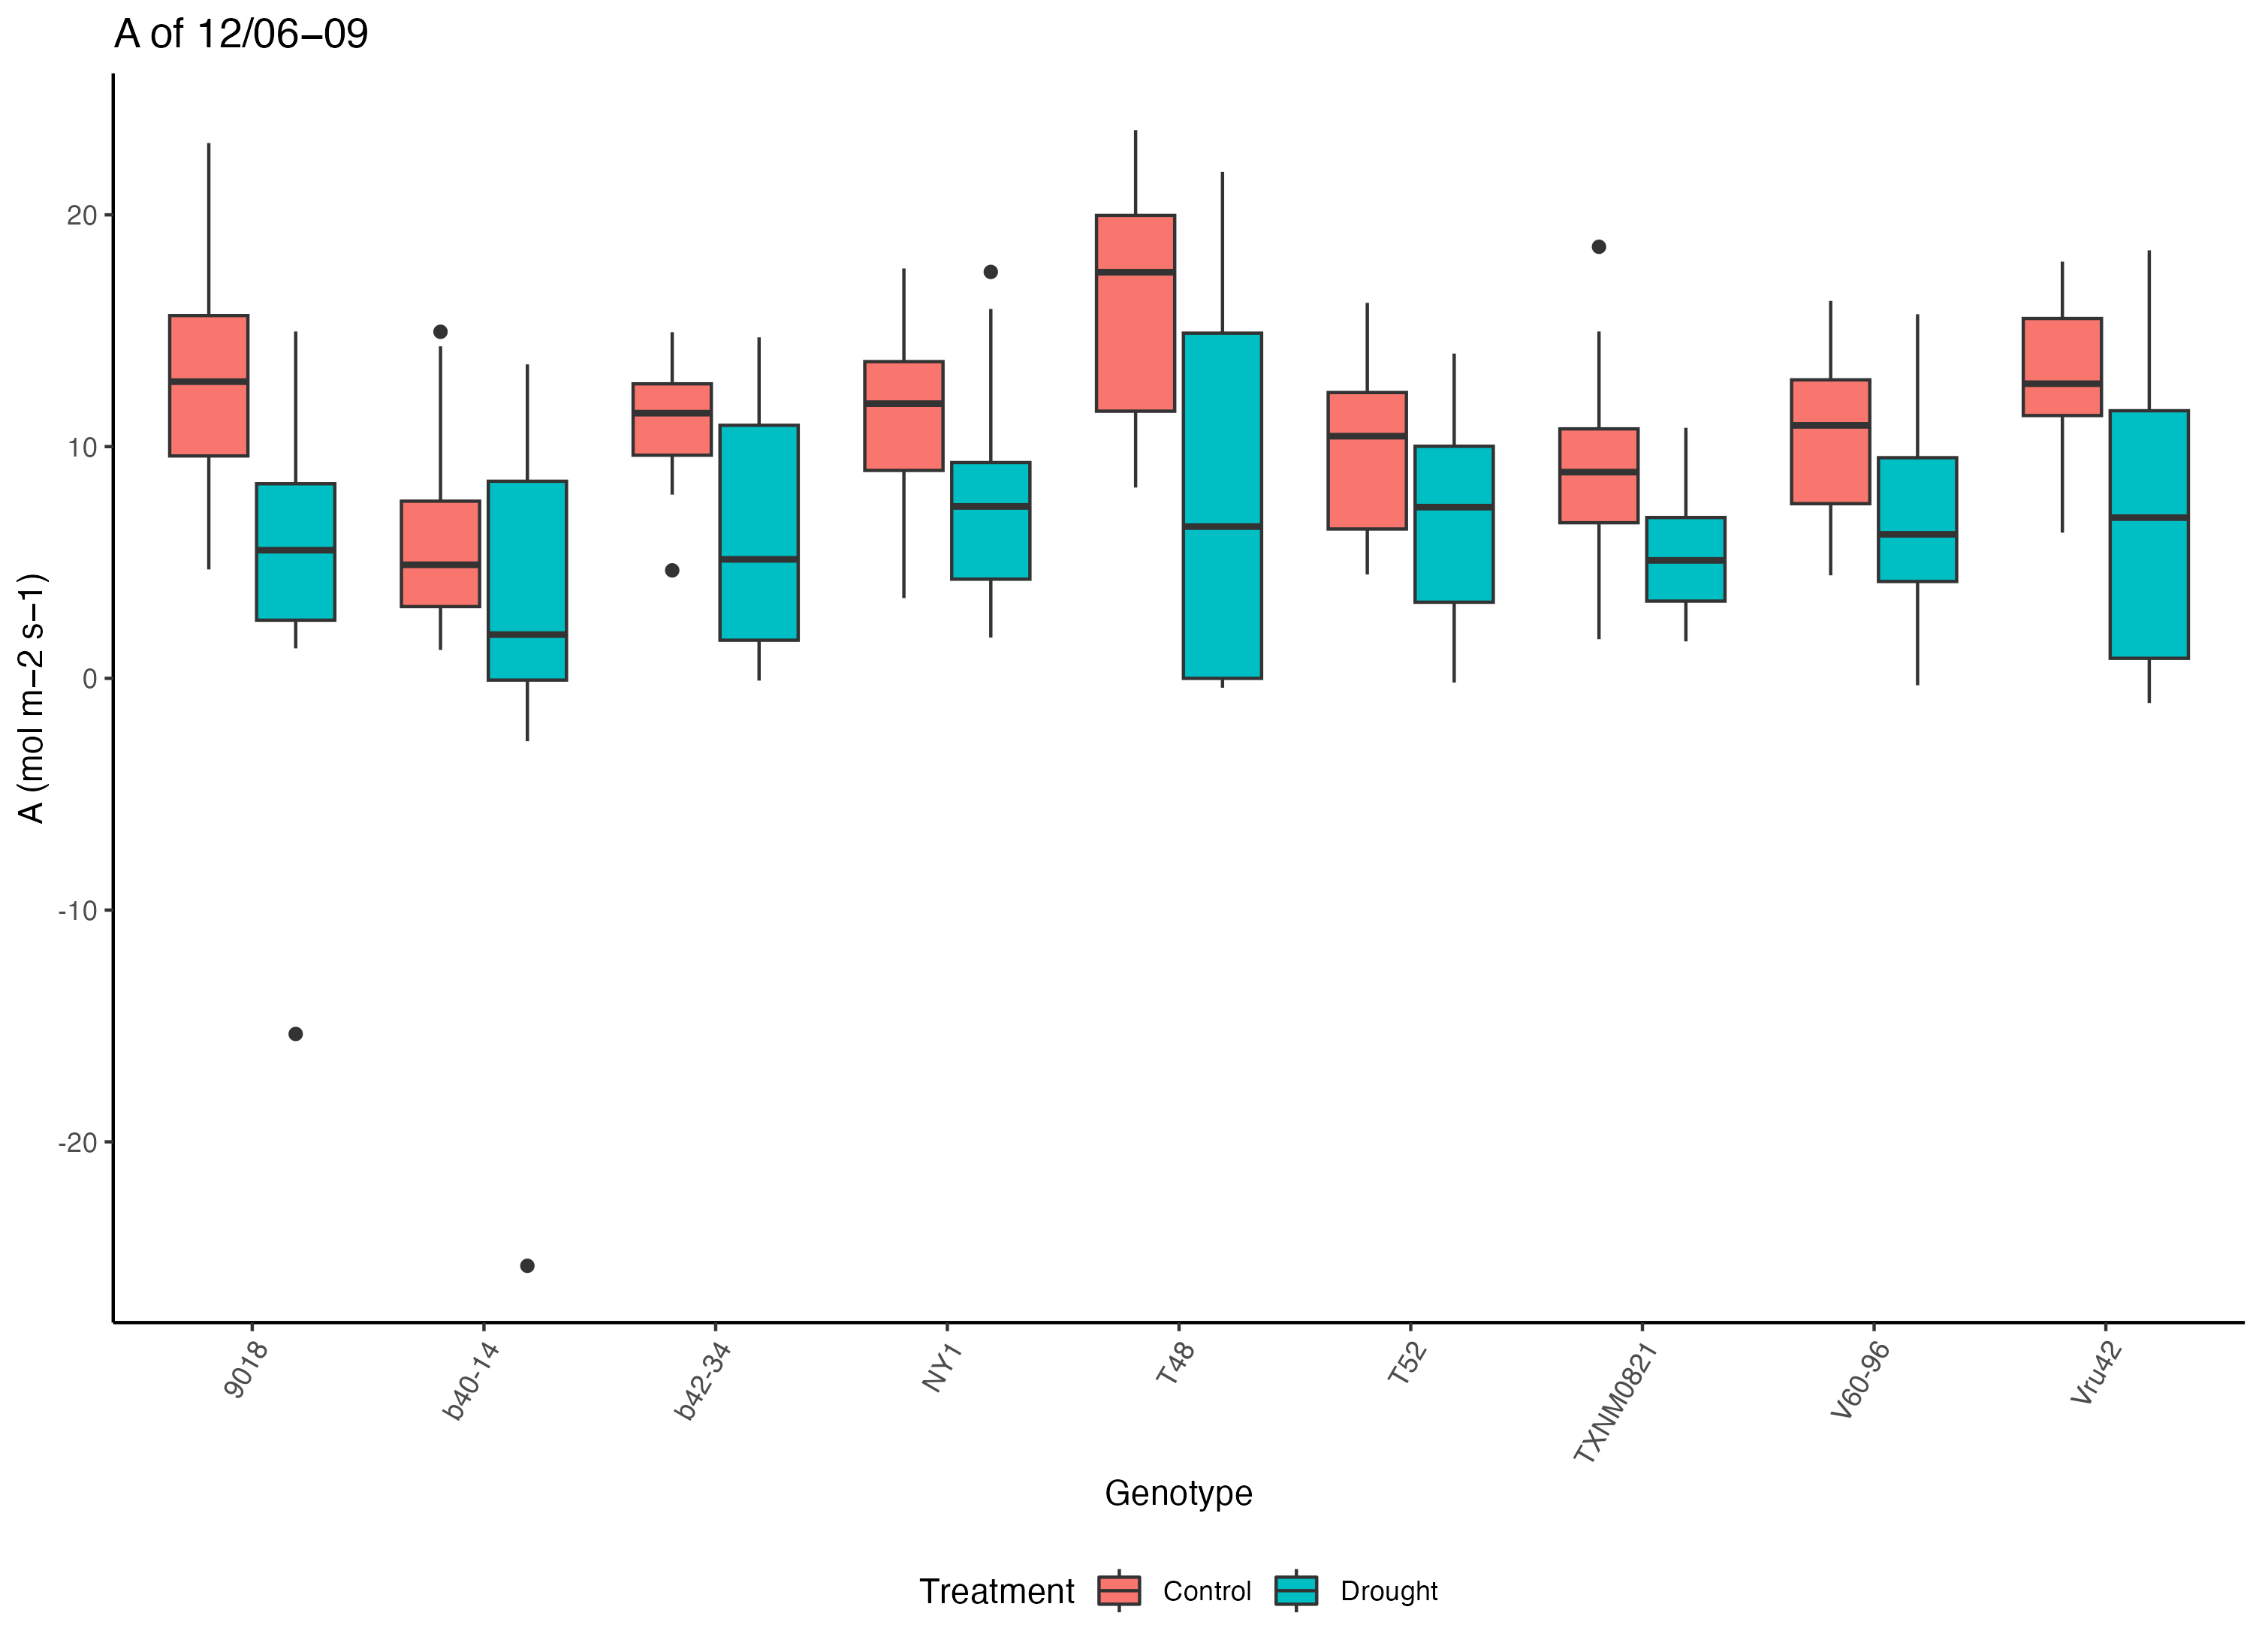 A of 12/06−09
A (mol m−2 s−1)
20
10
0
-10
-20
9018
b40-14
b42-34
NY1
T48
T52
TXNM0821
V60-96
Vru42
Genotype
Treatment Control Drought